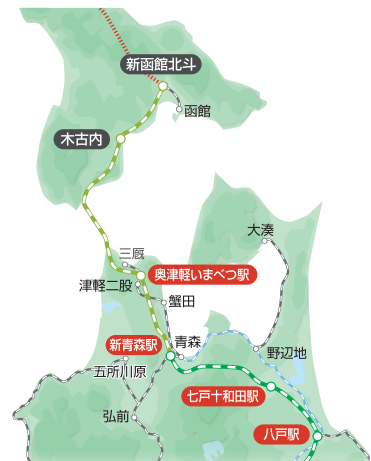 新函館北斗
函館
木古内
大湊
三厩
奥津軽いまべつ駅
津軽二股
蟹田
新青森駅
青森
野辺地
五所川原
七戸十和田駅
弘前
八戸駅